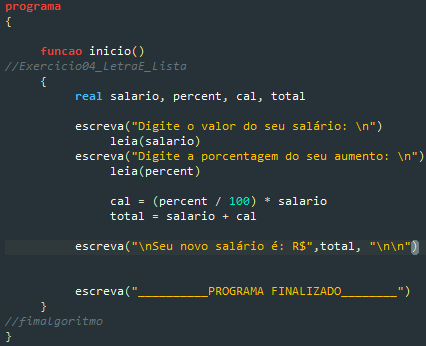 programa
{
funcao inicio()
//Exercicio04_LetraE_Lista
{
real salario, percent, cal, total
escreva("Digite o valor do seu salário: \n")
leia(salario)
escreva("Digite a porcentagem do seu aumento: \n")
leia(percent)
cal = (percent / 100) * salario
total = salario + cal
escreva("\nSeu novo salário é: R$",total, "\n\n")
escreva("__________PROGRAMA FINALIZADO________")
}
//fimalgoritmo
}